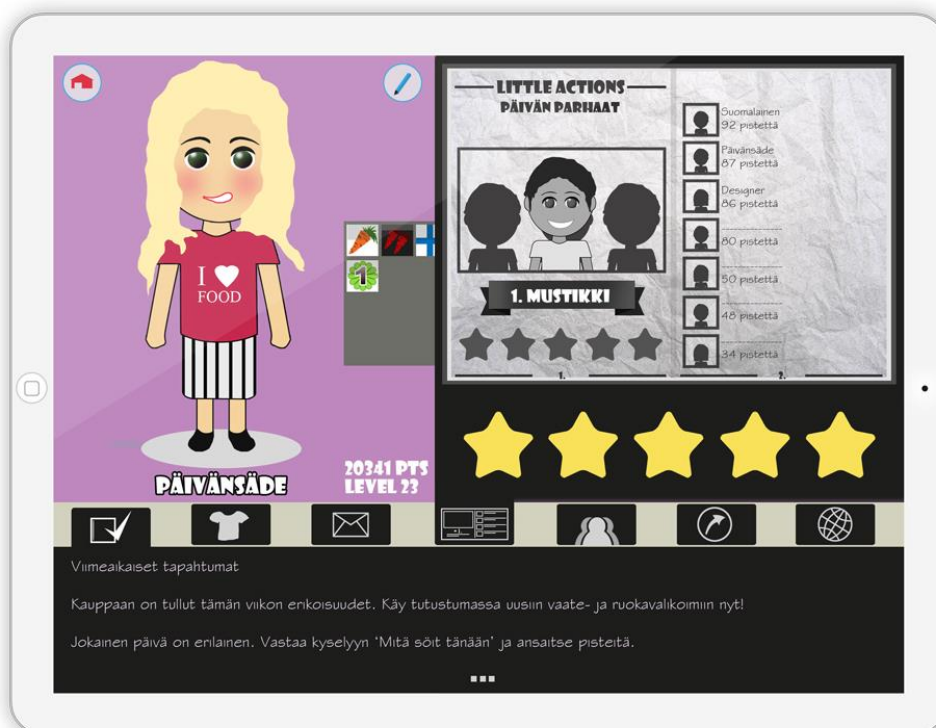 I
FOOD
PÄIVÄNSÄDE
20341 PTS
LEVEL 23
1
LITTLE ACTIONS
PÄIVÄN PARHAAT
1. MUSTIKKI
1.
Suomalainen
92 pistettä
Päivänsäde
87 pistettä
Designer
86 pistettä
80 pistettä
50 pistettä
48 pistettä
34 pistettä
2.
Viimeaikaiset tapahtumat
Kauppaan on tullut tämän viikon erikoisuudet. Käy tutustumassa uusiin vaate- ja ruokavalikoimiin nyt!
Jokainen päivä on erilainen. Vastaa kyselyyn "Mitä söit tänään" ja ansaitse pisteitä.